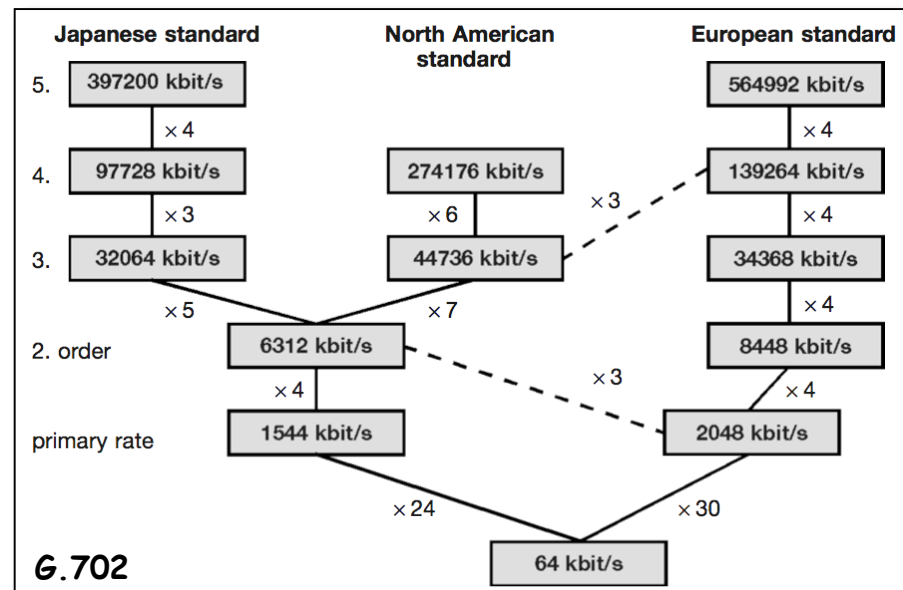 Japanese standard
North American
standard
European standard
5.
397200 kbit/s
564992 kbit/s
× 4
× 4
4.
97728 kbit/s
274176 kbit/s
139264 kbit/s
× 3
× 6
× 3
× 4
3.
32064 kbit/s
44736 kbit/s
34368 kbit/s
× 5
× 7
× 4
2. order
6312 kbit/s
8448 kbit/s
× 4
× 3
× 4
primary rate
1544 kbit/s
2048 kbit/s
× 24
× 30
64 kbit/s
G.702